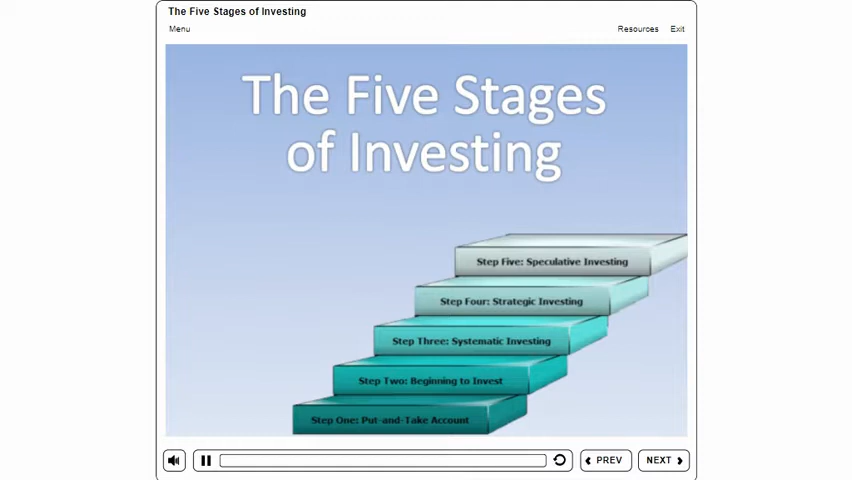 The Five Stages of Investing
Menu
Resources
Exit
The Five Stages
of Investing
Step Five: Speculative Investing
Step Four: Strategic Investing
Step Three: Systematic Investing
Step Two: Beginning to Invest
Step One: Put-and-Take Account
PREV
NEXT